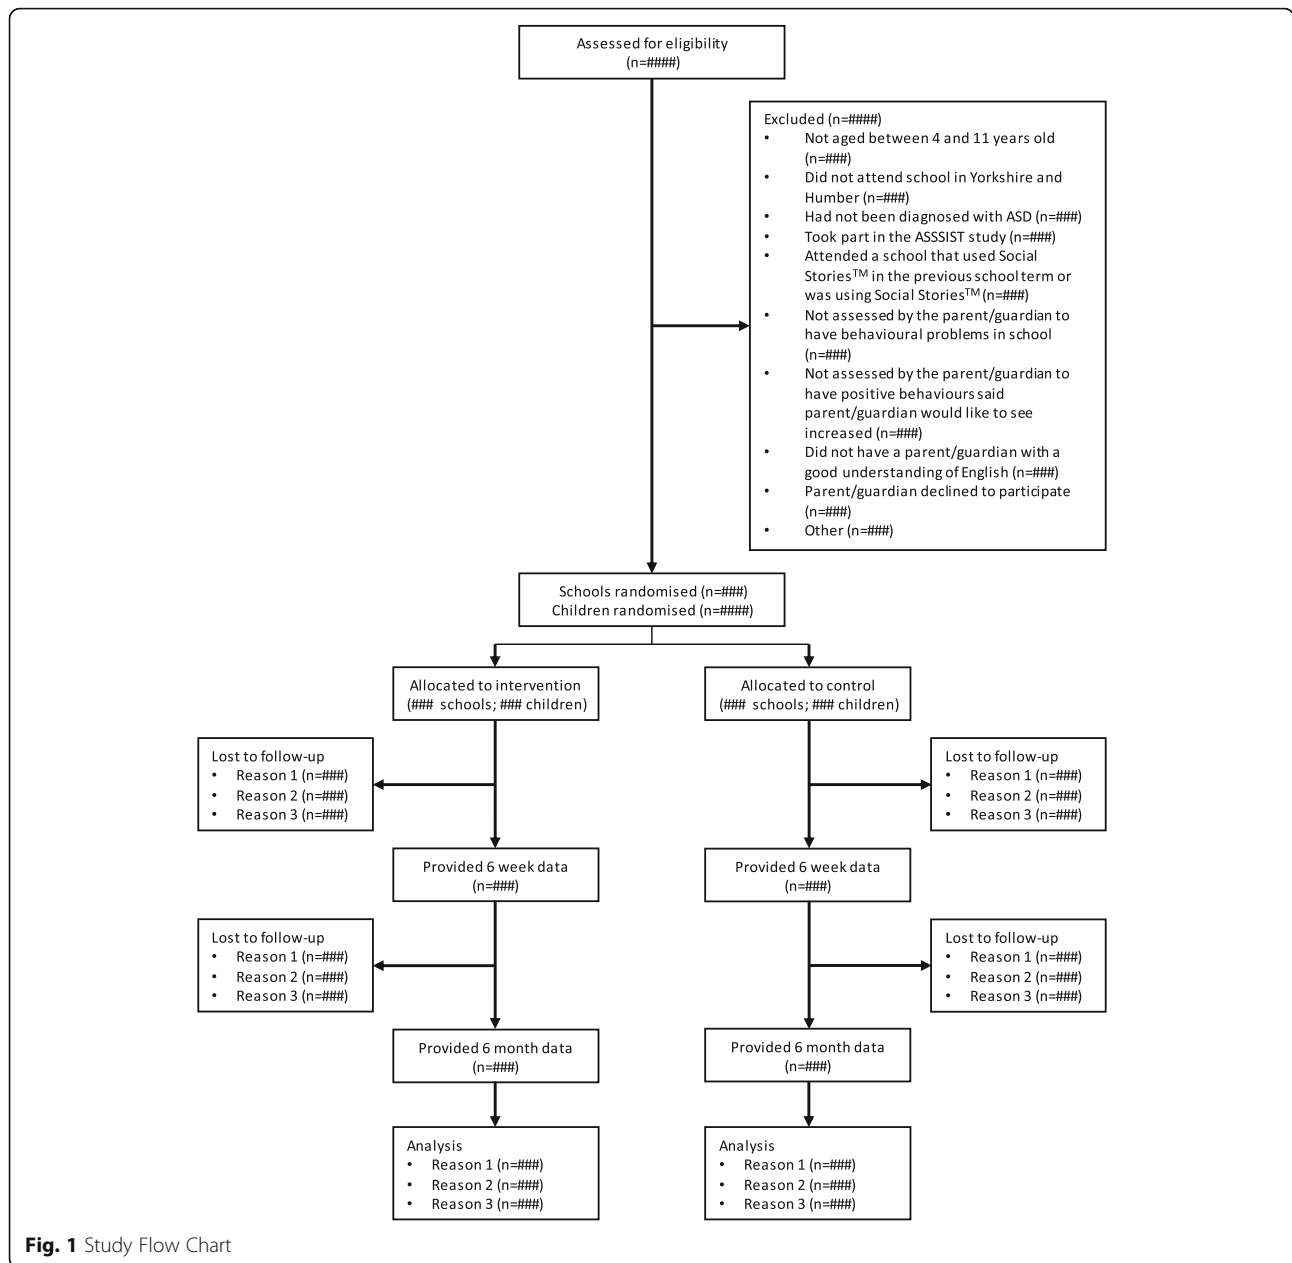 Assessed for eligibility
(n=####)
Excluded (n=####)
• Not aged between 4 and 11 years old
(n=###)
• Did not attend school in Yorkshire and
Humber (n=###)
• Had not been diagnosed with ASD (n=###)
• Took part in the ASSSIST study (n=###)
• Attended a school that used Social
Stories™ in the previous school term or
was using Social Stories™ (n=###)
• Not assessed by the parent/guardian to
have behavioural problems in school
(n=###)
• Not assessed by the parent/guardian to
have positive behaviours said
parent/guardian would like to see
increased (n=###)
• Did not have a parent/guardian with a
good understanding of English (n=###)
• Parent/guardian declined to participate
(n=###)
• Other (n=###)
Schools randomised (n=###)
Children randomised (n=####)
Allocated to intervention
(### schools; ### children)
Allocated to control
(### schools; ### children)
Lost to follow-up
• Reason 1 (n=###)
• Reason 2 (n=###)
• Reason 3 (n=###)
Lost to follow-up
• Reason 1 (n=###)
• Reason 2 (n=###)
• Reason 3 (n=###)
Provided 6 week data
(n=###)
Provided 6 week data
(n=###)
Lost to follow-up
• Reason 1 (n=###)
• Reason 2 (n=###)
• Reason 3 (n=###)
Lost to follow-up
• Reason 1 (n=###)
• Reason 2 (n=###)
• Reason 3 (n=###)
Provided 6 month data
(n=###)
Provided 6 month data
(n=###)
Analysis
• Reason 1 (n=###)
• Reason 2 (n=###)
• Reason 3 (n=###)
Analysis
• Reason 1 (n=###)
• Reason 2 (n=###)
• Reason 3 (n=###)
Fig. 1 Study Flow Chart